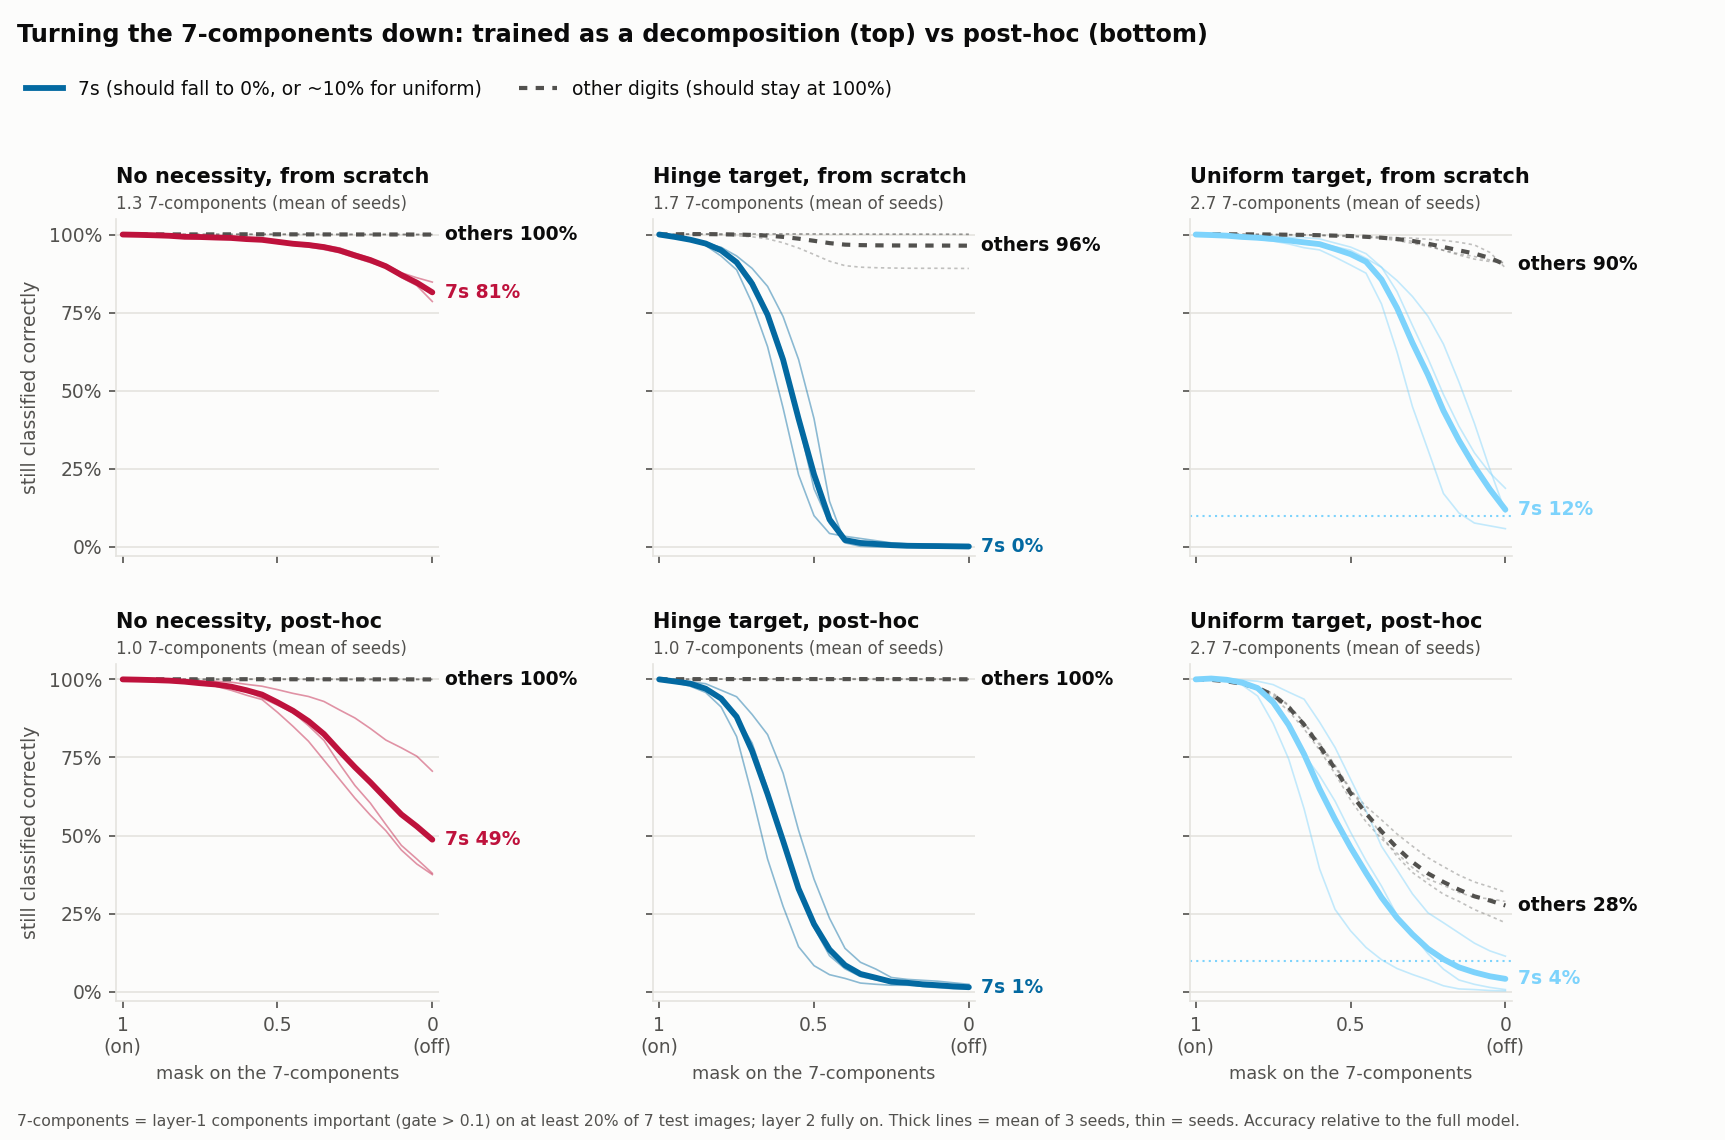 Turning the 7-components down: trained as a decomposition (top) vs post-hoc (bottom)
7s (should fall to 0%, or ~10% for uniform)
other digits (should stay at 100%)
No necessity, from scratch
1.3 7-components (mean of seeds)
still classified correctly
100%
75%
50%
25%
0%
others 100%
7s 81%
Hinge target, from scratch
1.7 7-components (mean of seeds)
others 96%
7s 0%
Uniform target, from scratch
2.7 7-components (mean of seeds)
others 90%
7s 12%
No necessity, post-hoc
1.0 7-components (mean of seeds)
still classified correctly
100%
75%
50%
25%
0%
others 100%
7s 49%
1
(on)
0.5
0
(off)
mask on the 7-components
Hinge target, post-hoc
1.0 7-components (mean of seeds)
others 100%
7s 1%
1
(on)
0.5
0
(off)
mask on the 7-components
Uniform target, post-hoc
2.7 7-components (mean of seeds)
others 28%
7s 4%
1
(on)
0.5
0
(off)
mask on the 7-components
7-components = layer-1 components important (gate > 0.1) on at least 20% of 7 test images; layer 2 fully on. Thick lines = mean of 3 seeds, thin = seeds. Accuracy relative to the full model.